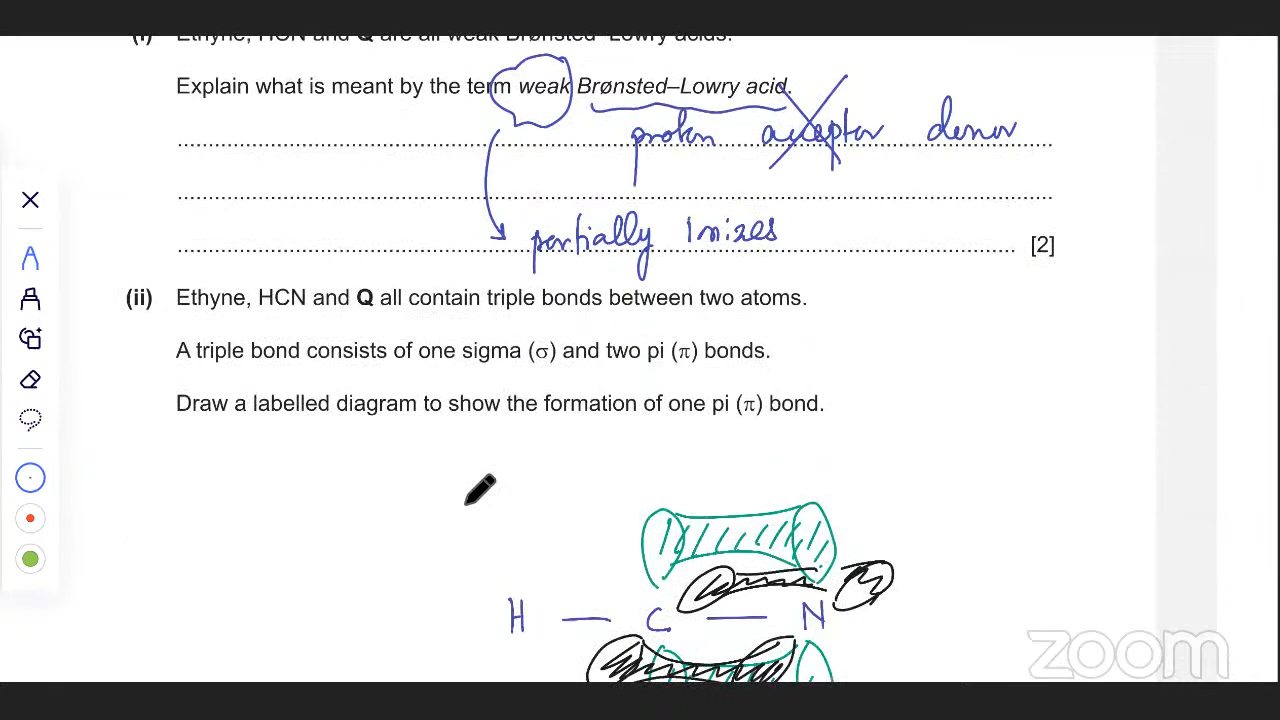 (i) Ethyne, HCN and Q are all weak Brønsted–Lowry acids.
Explain what is meant by the term weak Brønsted–Lowry acid.
proton acceptor donor
partially ionizes [2]
(ii) Ethyne, HCN and Q all contain triple bonds between two atoms.
A triple bond consists of one sigma (σ) and two pi (π) bonds.
Draw a labelled diagram to show the formation of one pi (π) bond.
H — C — N
zoom